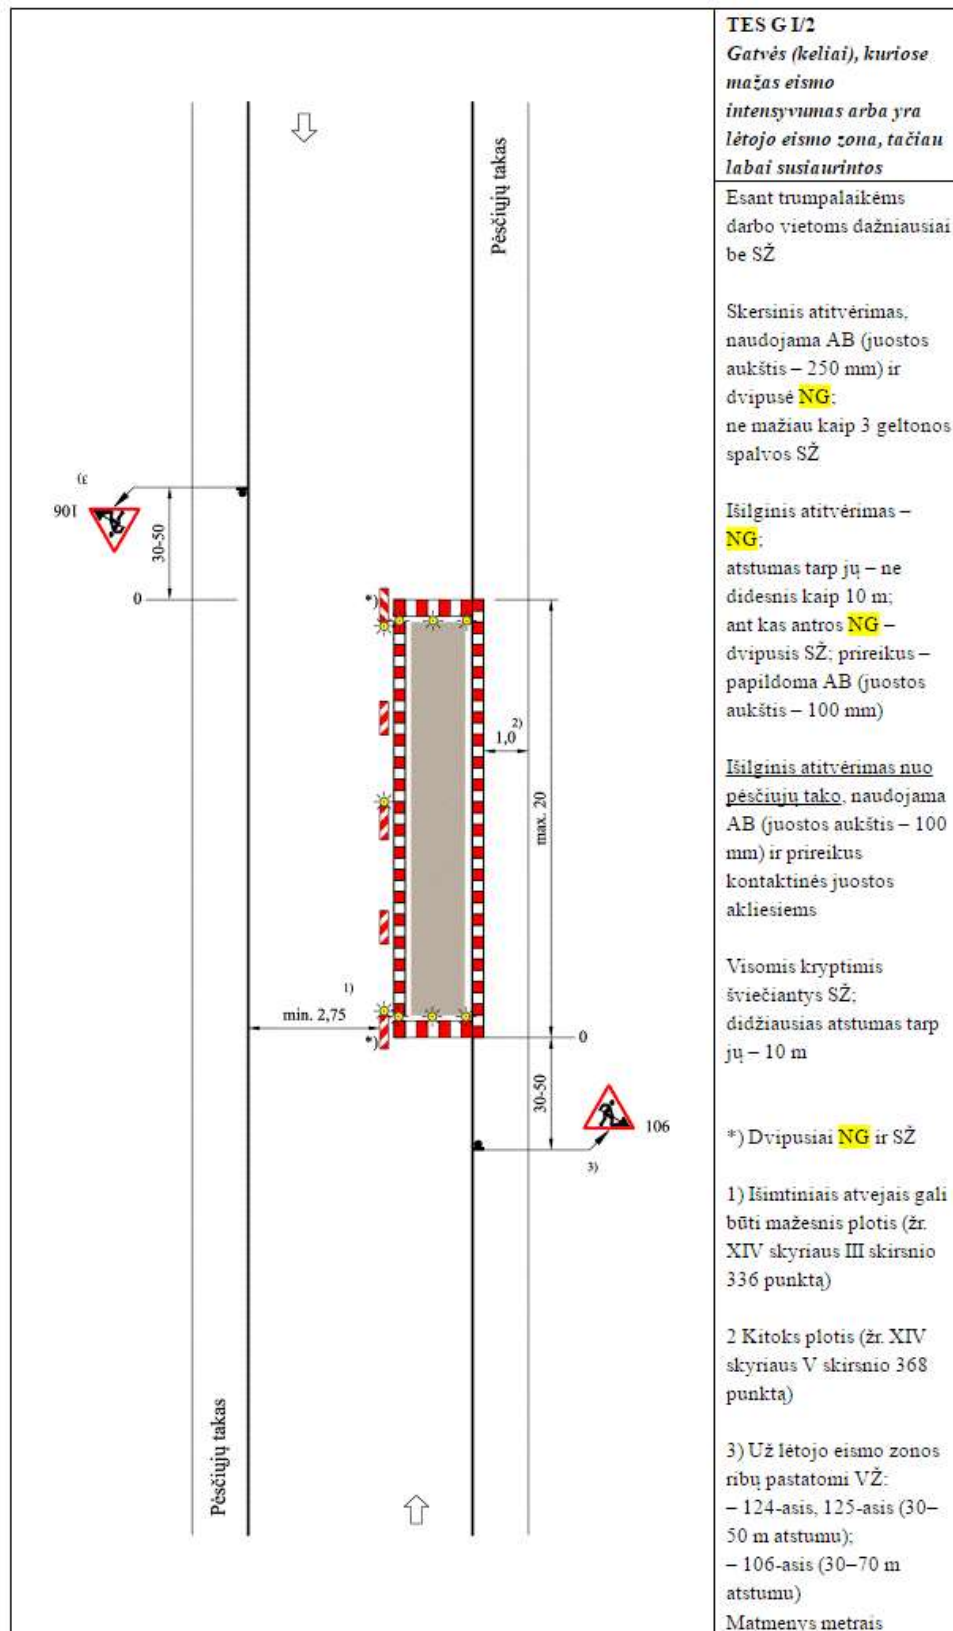 TES G I/2
Gatvės (keliai), kuriose
mažas eismo
intensyvumas arba yra
lėtojo eismo zona, tačiau
labai susiaurintos
Esant trumpalaikėms
darbo vietoms dažniausiai
be SŽ
Skersinis atitvėrimas,
naudojama AB (juostos
aukštis – 250 mm) ir
dvipusė NG;
ne mažiau kaip 3 geltonos
spalvos SŽ
Išilginis atitvėrimas –
NG;
atstumas tarp jų – ne
didesnis kaip 10 m;
ant kas antros NG –
dvipusis SŽ; prireikus –
papildoma AB (juostos
aukštis – 100 mm)
Išilginis atitvėrimas nuo
pėsčiųjų tako, naudojama
AB (juostos aukštis – 100
mm) ir prireikus
kontaktinės juostos
akliesiems
Visomis kryptimis
šviečiantys SŽ;
didžiausias atstumas tarp
jų – 10 m
*) Dvipusiai NG ir SŽ
1) Išimtiniais atvejais gali
būti mažesnis plotis (žr.
XIV skyriaus III skirsnio
336 punktą)
2 Kitoks plotis (žr. XIV
skyriaus V skirsnio 368
punktą)
3) Už lėtojo eismo zonos
ribų pastatomi VŽ:
– 124-asis, 125-asis (30–
50 m atstumu);
– 106-asis (30–70 m
atstumu)
Matmenys metrais
Pėsčiųjų takas
3)
106
30-50
0
*)
2)
1,0
max. 20
1)
min. 2,75
*)
0
30-50
106
3)
Pėsčiųjų takas